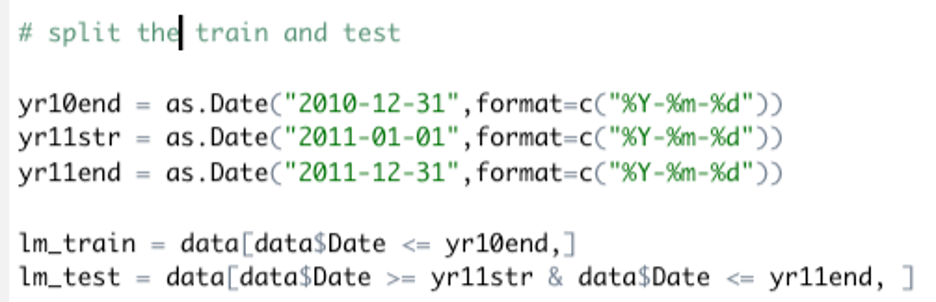 # split the train and test
yr10end = as.Date("2010-12-31",format=c("%Y-%m-%d"))
yr11str = as.Date("2011-01-01",format=c("%Y-%m-%d"))
yr11end = as.Date("2011-12-31",format=c("%Y-%m-%d"))
lm_train = data[data$Date <= yr10end,]
lm_test = data[data$Date >= yr11str & data$Date <= yr11end, ]